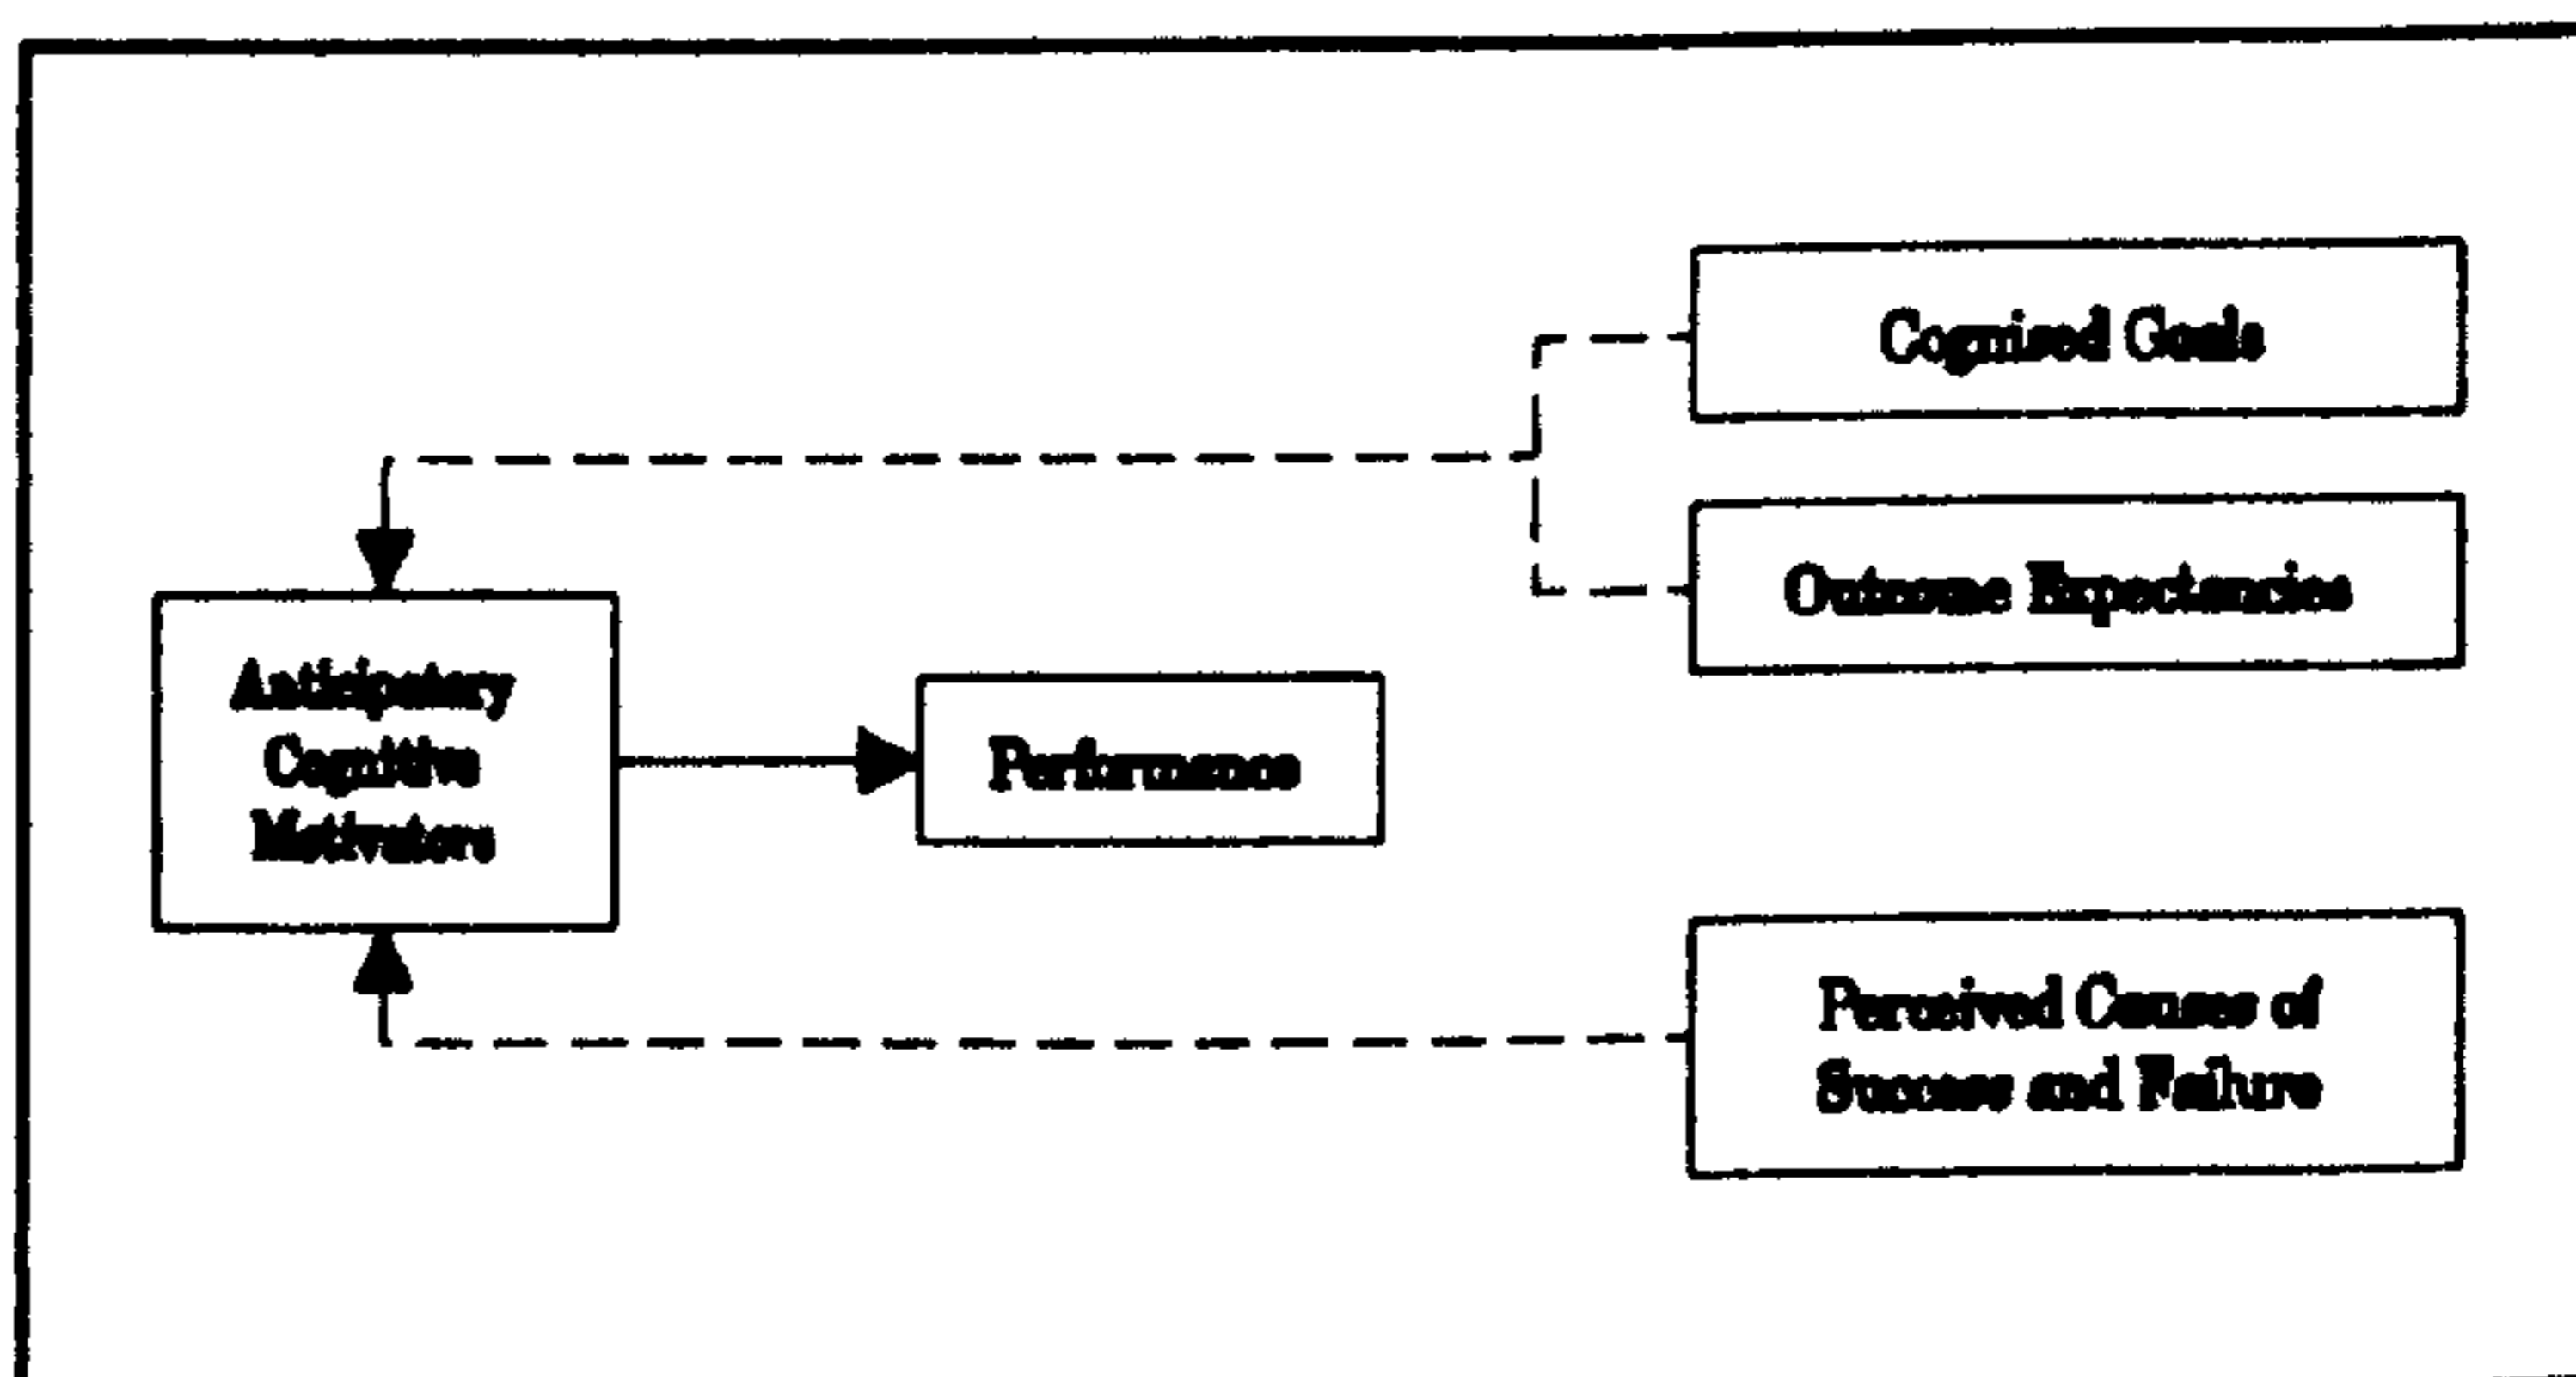 Cognised Goals
Outcome Expectancies
Anticipatory
Cognitive
Motivators
Performance
Perceived Causes of
Success and Failure